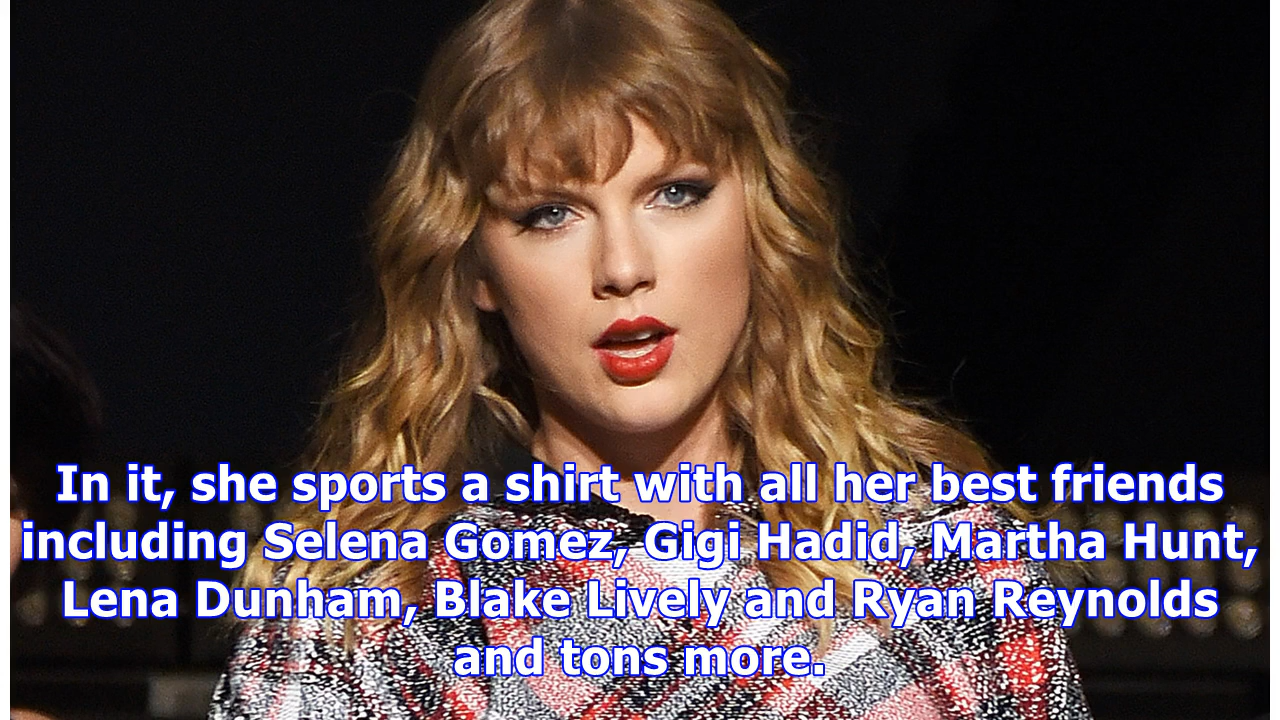 In it, she sports a shirt with all her best friends
including Selena Gomez, Gigi Hadid, Martha Hunt,
Lena Dunham, Blake Lively and Ryan Reynolds
and tons more.